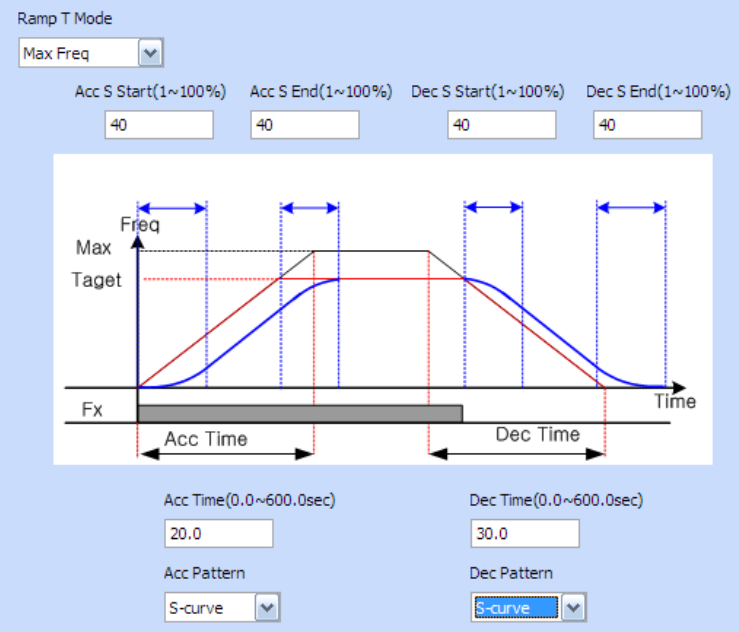 Ramp T Mode
Max Freq
Acc S Start(1~100%) Acc S End(1~100%) Dec S Start(1~100%) Dec S End(1~100%)
40 40 40 40
Freq
Max
Taget
Time
Fx
Acc Time Dec Time
Acc Time(0.0~600.0sec) Dec Time(0.0~600.0sec)
20.0 30.0
Acc Pattern Dec Pattern
S-curve S-curve